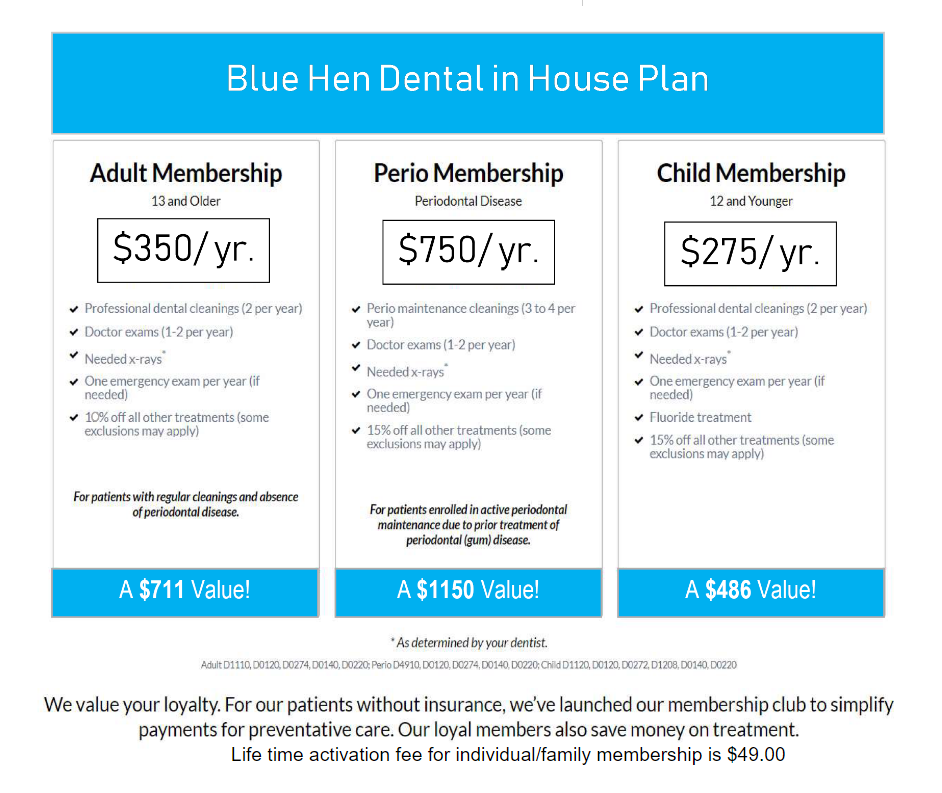 Blue Hen Dental in House Plan
Adult Membership
13 and Older
$350/yr.
✔ Professional dental cleanings (2 per year)
✔ Doctor exams (1-2 per year)
✔ Needed x-rays*
✔ One emergency exam per year (if
needed)
✔ 10% off all other treatments (some
exclusions may apply)
For patients with regular cleanings and absence
of periodontal disease.
A $711 Value!
Perio Membership
Periodontal Disease
$750/yr.
✔ Perio maintenance cleanings (3 to 4 per
year)
✔ Doctor exams (1-2 per year)
✔ Needed x-rays*
✔ One emergency exam per year (if
needed)
✔ 15% off all other treatments (some
exclusions may apply)
For patients enrolled in active periodontal
maintenance due to prior treatment of
periodontal (gum) disease.
A $1150 Value!
Child Membership
12 and Younger
$275/yr.
✔ Professional dental cleanings (2 per year)
✔ Doctor exams (1-2 per year)
✔ Needed x-rays*
✔ One emergency exam per year (if
needed)
✔ Fluoride treatment
✔ 15% off all other treatments (some
exclusions may apply)
A $486 Value!
* As determined by your dentist.
Adult D1110, D0120, D0274, D0140, D0220; Perio D4910, D0120, D0274, D0140, D0220; Child D1120, D0120, D0272, D1208, D0140, D0220
We value your loyalty. For our patients without insurance, we've launched our membership club to simplify
payments for preventative care. Our loyal members also save money on treatment.
Life time activation fee for individual/family membership is $49.00